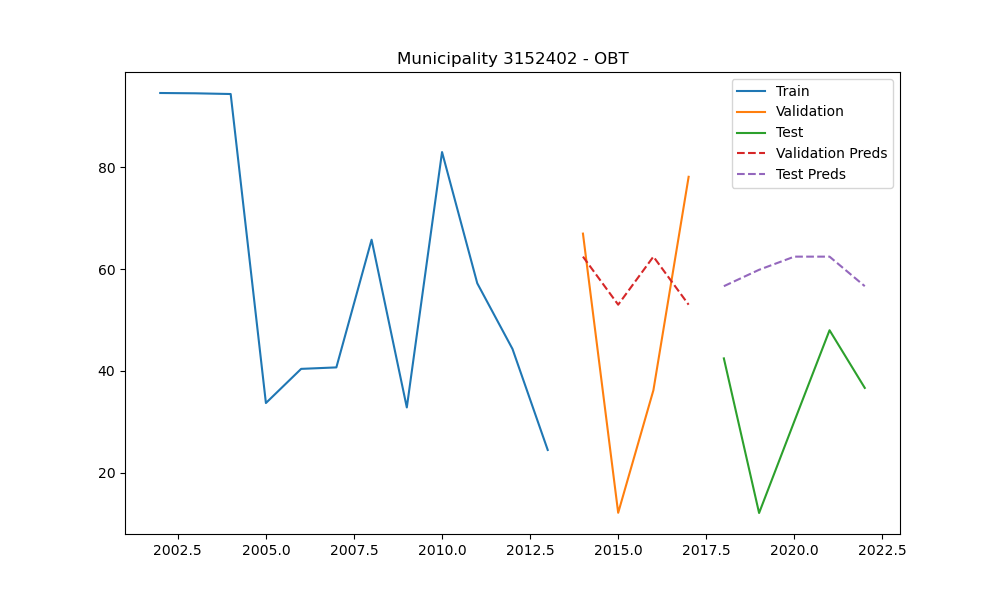 Municipality 3152402 - OBT
Train
Validation
Test
Validation Preds
Test Preds
80
60
40
20
2002.5 2005.0 2007.5 2010.0 2012.5 2015.0 2017.5 2020.0 2022.5